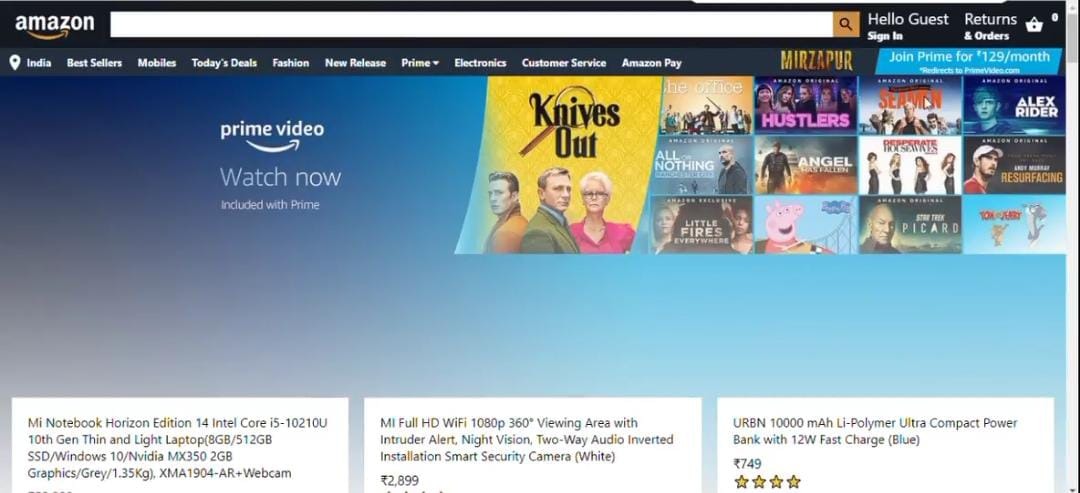 amazon
Hello Guest
Sign In
Returns
& Orders
0
India
Best Sellers
Mobiles
Today's Deals
Fashion
New Release
Prime
Electronics
Customer Service
Amazon Pay
MIRZAPUR
Join Prime for ₹129/month
*Redirects to PrimeVideo.com
prime video
Watch now
Included with Prime
Knives
Out
the office
AMAZON ORIGINAL
HUSTLERS
AMAZON ORIGINAL
SEAMEN
AMAZON ORIGINAL
ALEX
RIDER
AMAZON ORIGINAL
ALL OR
NOTHING
MANCHESTER CITY
ANGEL
HAS FALLEN
DESPERATE
HOUSEWIVES
AMAZON ORIGINAL
ANDY MURRAY
RESURFACING
AMAZON EXCLUSIVE
LITTLE
FIRES
EVERYWHERE
Peppa Pig
AMAZON ORIGINAL
STAR TREK
PICARD
TOM and JERRY
Mi Notebook Horizon Edition 14 Intel Core i5-10210U
10th Gen Thin and Light Laptop(8GB/512GB
SSD/Windows 10/Nvidia MX350 2GB
Graphics/Grey/1.35Kg), XMA1904-AR+Webcam
MI Full HD WiFi 1080p 360° Viewing Area with
Intruder Alert, Night Vision, Two-Way Audio Inverted
Installation Smart Security Camera (White)
₹2,899
URBN 10000 mAh Li-Polymer Ultra Compact Power
Bank with 12W Fast Charge (Blue)
₹749